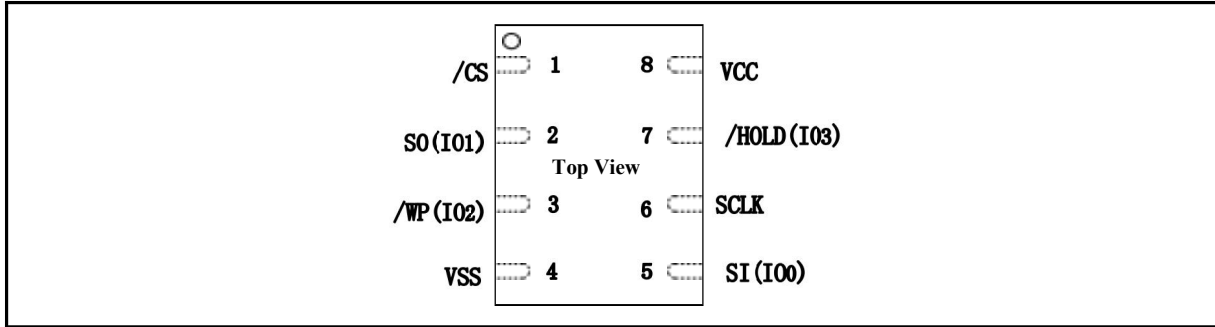 /CS 1 8 VCC
SO(IO1) 2 7 /HOLD(IO3)
Top View
/WP(IO2) 3 6 SCLK
VSS 4 5 SI(IO0)